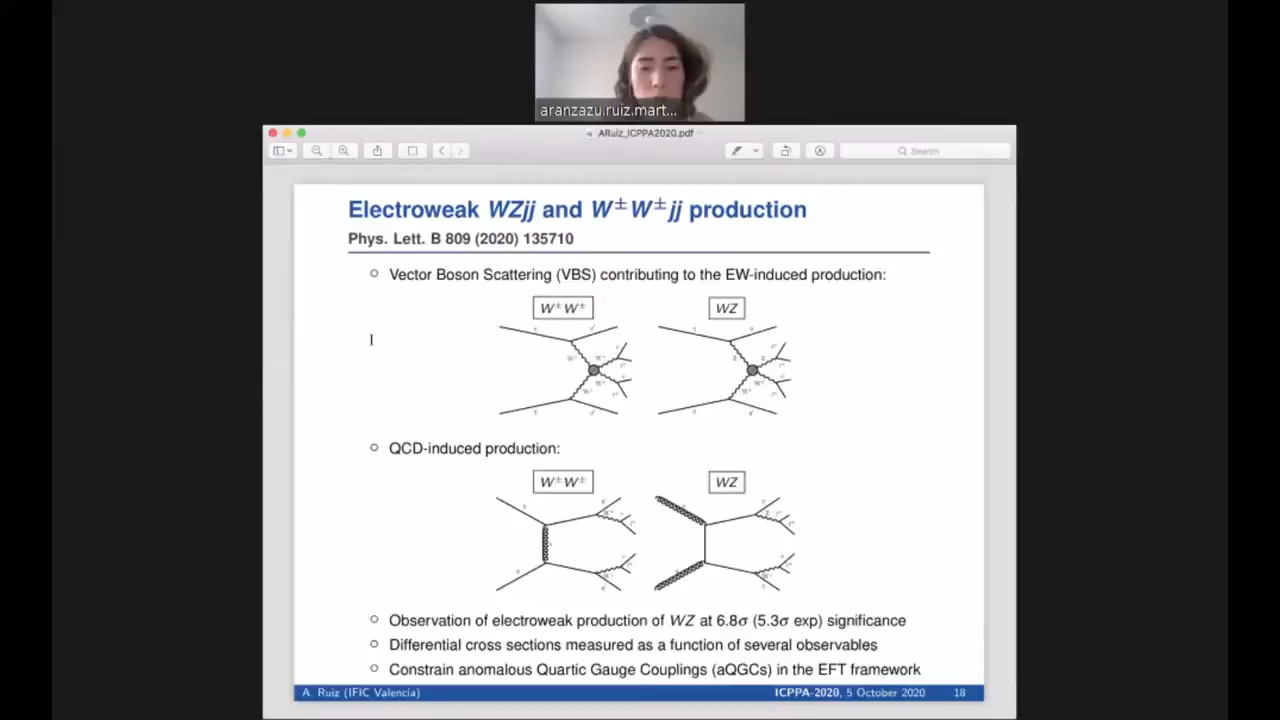 aranzazu.ruiz.mart...
ARuiz_ICPPA2020.pdf
Search
Electroweak WZjj and W±W±jj production
Phys. Lett. B 809 (2020) 135710
Vector Boson Scattering (VBS) contributing to the EW-induced production:
W±W± WZ
QCD-induced production:
W±W± WZ
Observation of electroweak production of WZ at 6.8σ (5.3σ exp) significance
Differential cross sections measured as a function of several observables
Constrain anomalous Quartic Gauge Couplings (aQGCs) in the EFT framework
A. Ruiz (IFIC Valencia) ICPPA-2020, 5 October 2020 18